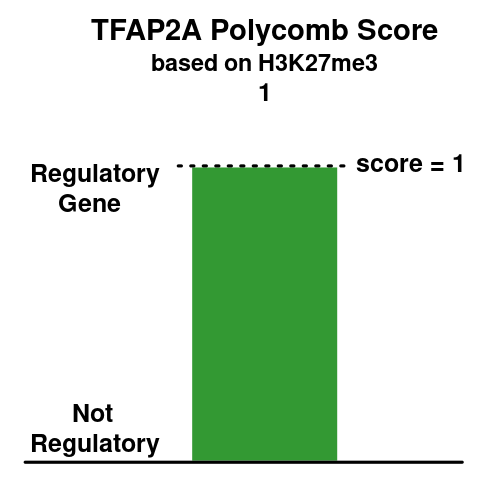 TFAP2A Polycomb Score
based on H3K27me3
1
score = 1
Regulatory
Gene
Not
Regulatory